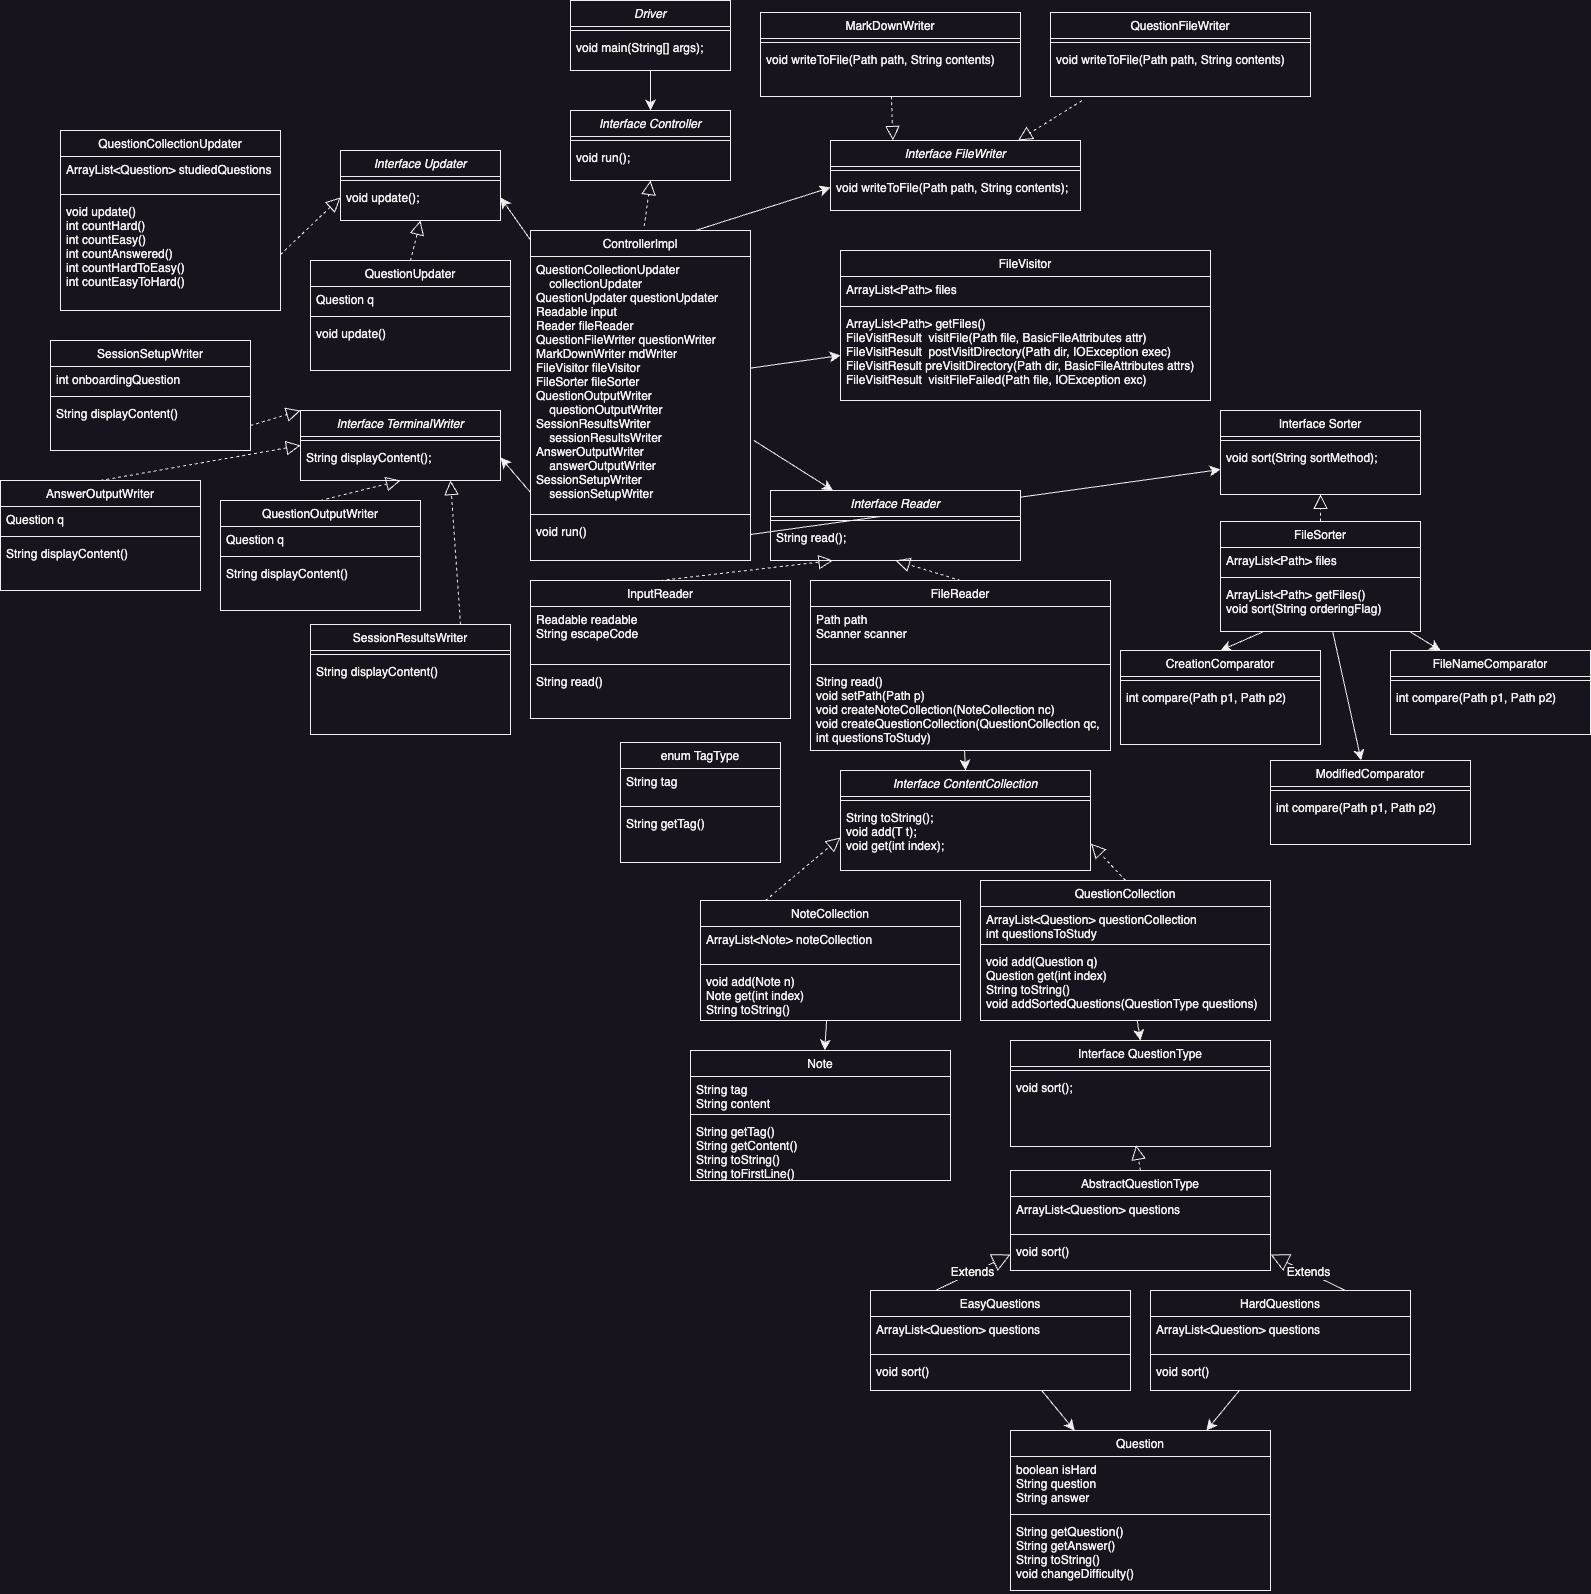 Driver
void main(String[] args);
MarkDownWriter
void writeToFile(Path path, String contents)
QuestionFileWriter
void writeToFile(Path path, String contents)
Interface Controller
void run();
Interface FileWriter
void writeToFile(Path path, String contents);
QuestionCollectionUpdater
ArrayList<Question> studiedQuestions
void update()
int countHard()
int countEasy()
int countAnswered()
int countHardToEasy()
int countEasyToHard()
Interface Updater
void update();
QuestionUpdater
Question q
void update()
ControllerImpl
QuestionCollectionUpdater
collectionUpdater
QuestionUpdater questionUpdater
Readable input
Reader fileReader
QuestionFileWriter questionWriter
MarkDownWriter mdWriter
FileVisitor fileVisitor
FileSorter fileSorter
QuestionOutputWriter
questionOutputWriter
SessionResultsWriter
sessionResultsWriter
AnswerOutputWriter
answerOutputWriter
SessionSetupWriter
sessionSetupWriter
void run()
FileVisitor
ArrayList<Path> files
ArrayList<Path> getFiles()
FileVisitResult  visitFile(Path file, BasicFileAttributes attr)
FileVisitResult  postVisitDirectory(Path dir, IOException exec)
FileVisitResult preVisitDirectory(Path dir, BasicFileAttributes attrs)
FileVisitResult  visitFileFailed(Path file, IOException exc)
SessionSetupWriter
int onboardingQuestion
String displayContent()
Interface TerminalWriter
String displayContent();
AnswerOutputWriter
Question q
String displayContent()
QuestionOutputWriter
Question q
String displayContent()
SessionResultsWriter
String displayContent()
Interface Reader
String read();
Interface Sorter
void sort(String sortMethod);
FileSorter
ArrayList<Path> files
ArrayList<Path> getFiles()
void sort(String orderingFlag)
InputReader
Readable readable
String escapeCode
String read()
FileReader
Path path
Scanner scanner
String read()
void setPath(Path p)
void createNoteCollection(NoteCollection nc)
void createQuestionCollection(QuestionCollection qc,
int questionsToStudy)
CreationComparator
int compare(Path p1, Path p2)
FileNameComparator
int compare(Path p1, Path p2)
ModifiedComparator
int compare(Path p1, Path p2)
enum TagType
String tag
String getTag()
Interface ContentCollection
String toString();
void add(T t);
void get(int index);
NoteCollection
ArrayList<Note> noteCollection
void add(Note n)
Note get(int index)
String toString()
QuestionCollection
ArrayList<Question> questionCollection
int questionsToStudy
void add(Question q)
Question get(int index)
String toString()
void addSortedQuestions(QuestionType questions)
Note
String tag
String content
String getTag()
String getContent()
String toString()
String toFirstLine()
Interface QuestionType
void sort();
AbstractQuestionType
ArrayList<Question> questions
void sort()
Extends
Extends
EasyQuestions
ArrayList<Question> questions
void sort()
HardQuestions
ArrayList<Question> questions
void sort()
Question
boolean isHard
String question
String answer
String getQuestion()
String getAnswer()
String toString()
void changeDifficulty()